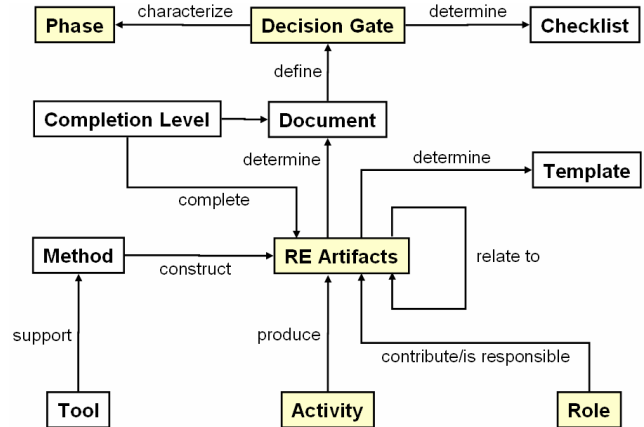 characterize
determine
Phase
Decision Gate
Checklist
define
Completion Level
Document
determine
determine
Template
complete
Method
construct
RE Artifacts
relate to
support
produce
contribute/is responsible
Tool
Activity
Role